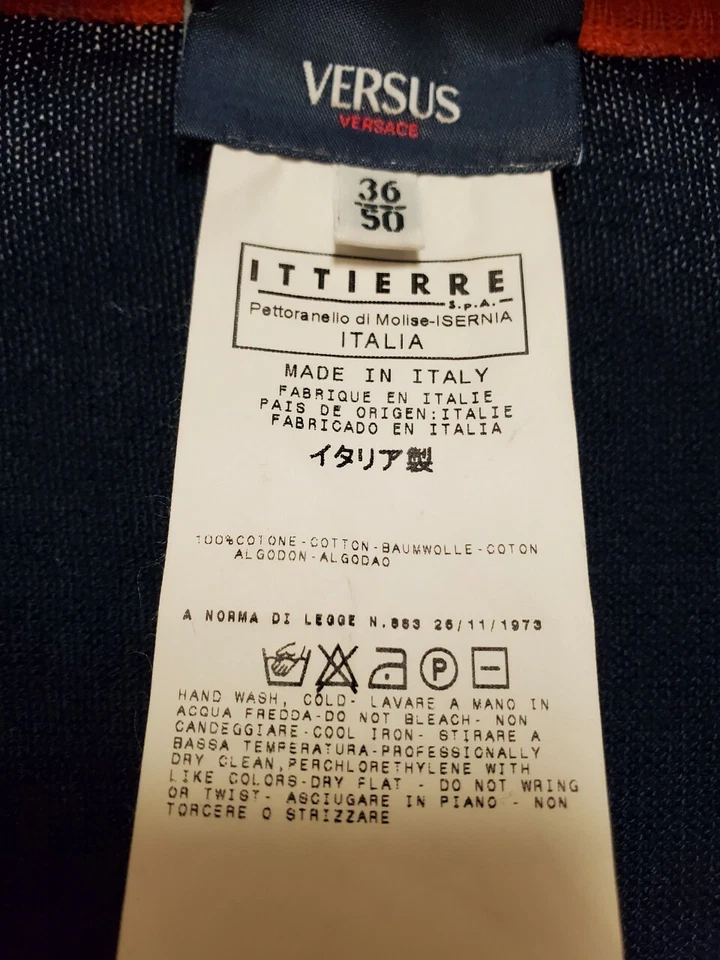 VERSUS
VERSACE
36
50
ITTIERRE
S.p.A.
Pettoranello di Molise-ISERNIA
ITALIA
MADE IN ITALY
FABRIQUE EN ITALIE
PAIS DE ORIGEN:ITALIE
FABRICADO EN ITALIA
イタリア製
100%COTONE-COTTON-BAUMWOLLE-COTON
ALGODON-ALGODAO
A NORMA DI LEGGE N.883 26/11/1973
P
HAND WASH, COLD- LAVARE A MANO IN
ACQUA FREDDA-DO NOT BLEACH- NON
CANDEGGIARE-COOL IRON- STIRARE A
BASSA TEMPERATURA-PROFESSIONALLY
DRY CLEAN,PERCHLORETHYLENE WITH
LIKE COLORS-DRY FLAT - DO NOT WRING
OR TWIST- ASCIUGARE IN PIANO - NON
TORCERE O STRIZZARE